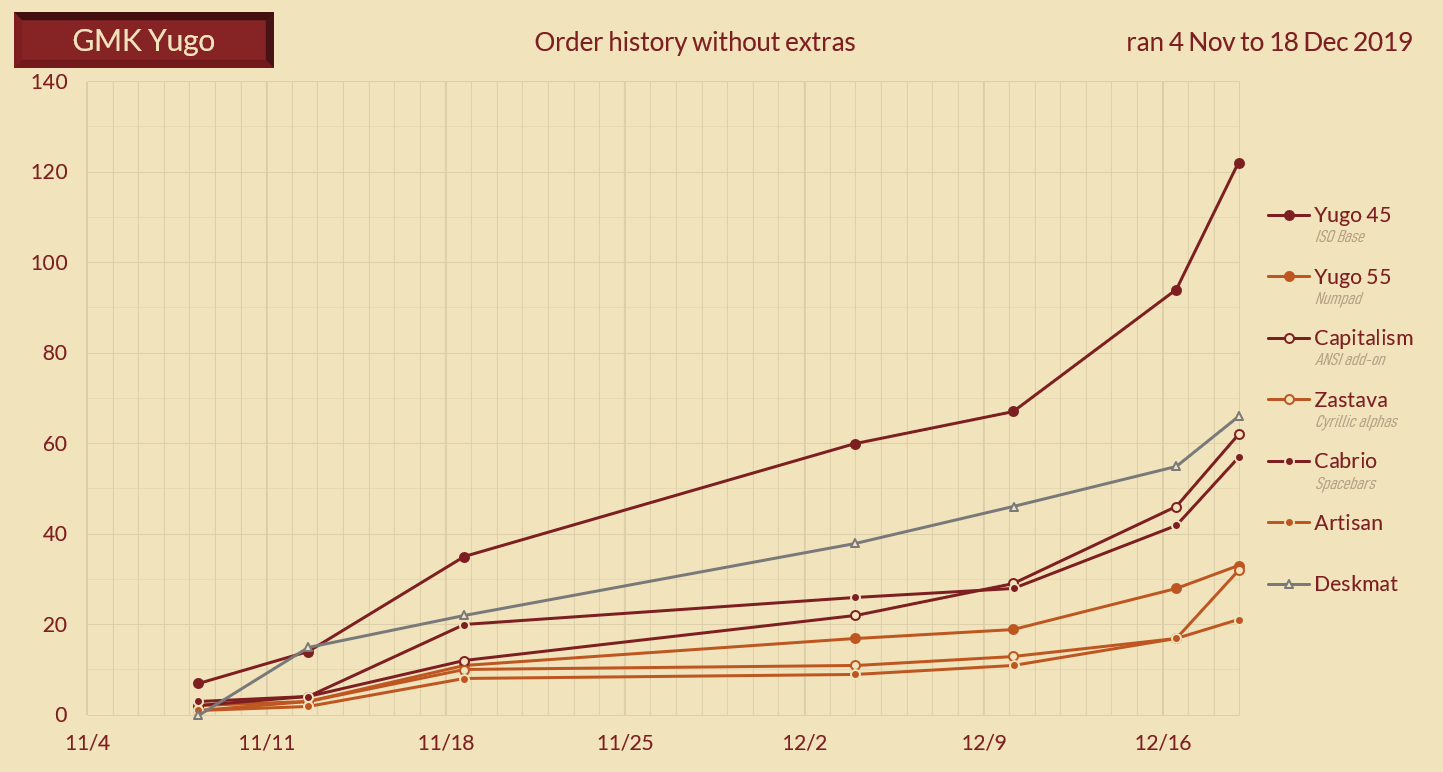 GMK Yugo
Order history without extras
ran 4 Nov to 18 Dec 2019
140
120
100
80
60
40
20
0
11/4
11/11
11/18
11/25
12/2
12/9
12/16
Yugo 45
ISO Base
Yugo 55
Numpad
Capitalism
ANSI add-on
Zastava
Cyrillic alphas
Cabrio
Spacebars
Artisan
Deskmat